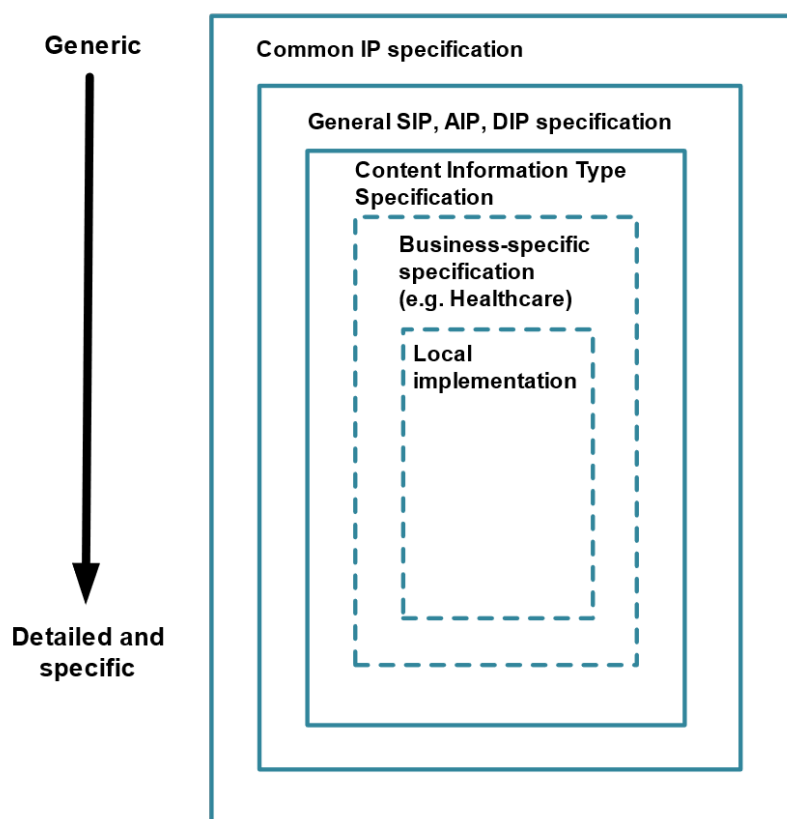 Generic
Common IP specification
General SIP, AIP, DIP specification
Content Information Type
Specification
Business-specific
specification
(e.g. Healthcare)
Local
implementation
Detailed and
specific